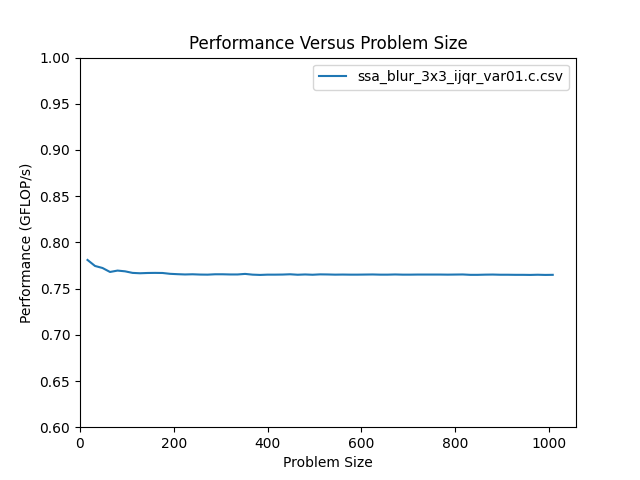 Performance Versus Problem Size
ssa_blur_3x3_ijqr_var01.c.csv
1.00
0.95
0.90
0.85
0.80
0.75
0.70
0.65
0.60
Performance (GFLOP/s)
0 200 400 600 800 1000
Problem Size